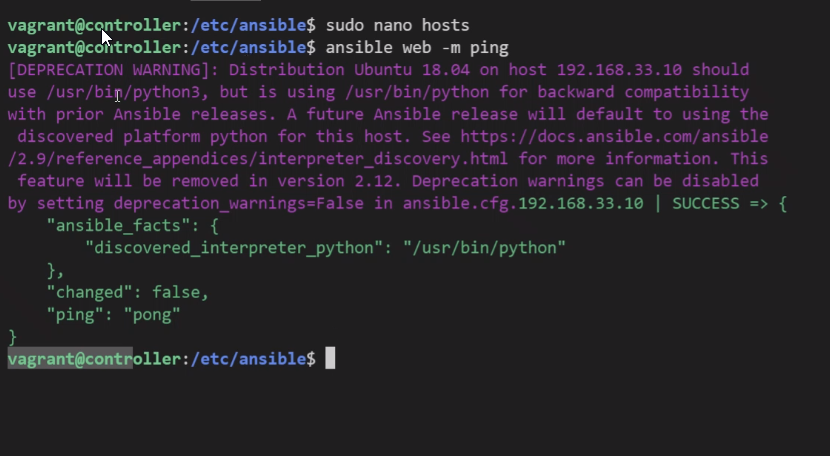 vagrant@controller:/etc/ansible$ sudo nano hosts
vagrant@controller:/etc/ansible$ ansible web -m ping
[DEPRECATION WARNING]: Distribution Ubuntu 18.04 on host 192.168.33.10 should
use /usr/bin/python3, but is using /usr/bin/python for backward compatibility
with prior Ansible releases. A future Ansible release will default to using the
 discovered platform python for this host. See https://docs.ansible.com/ansible
/2.9/reference_appendices/interpreter_discovery.html for more information. This
 feature will be removed in version 2.12. Deprecation warnings can be disabled
by setting deprecation_warnings=False in ansible.cfg.192.168.33.10 | SUCCESS => {
    "ansible_facts": {
        "discovered_interpreter_python": "/usr/bin/python"
    },
    "changed": false,
    "ping": "pong"
}
vagrant@controller:/etc/ansible$